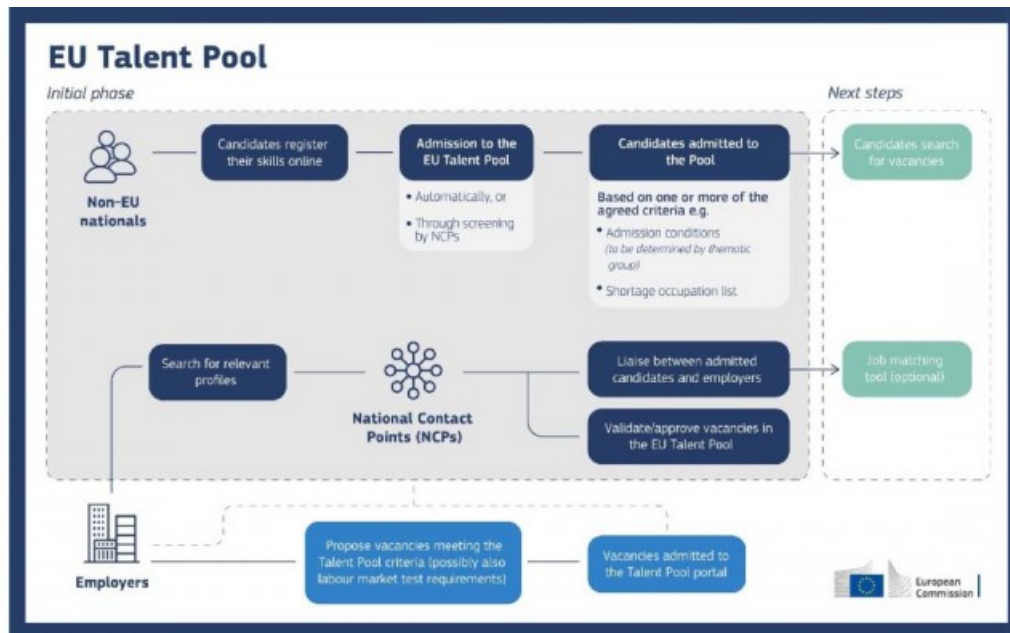 EU Talent Pool
Initial phase
Next steps
Non-EU
nationals
Candidates register
their skills online
Admission to the
EU Talent Pool
• Automatically, or
• Through screening
by NCPs
Candidates admitted to
the Pool
Based on one or more of the
agreed criteria e.g.
• Admission conditions
(to be determined by thematic
group)
• Shortage occupation list
Candidates search
for vacancies
Search for relevant
profiles
National Contact
Points (NCPs)
Liaise between admitted
candidates and employers
Validate/approve vacancies in
the EU Talent Pool
Job matching
tool (optional)
Employers
Propose vacancies meeting the
Talent Pool criteria (possibly also
labour market test requirements)
Vacancies admitted to
the Talent Pool portal
European
Commission